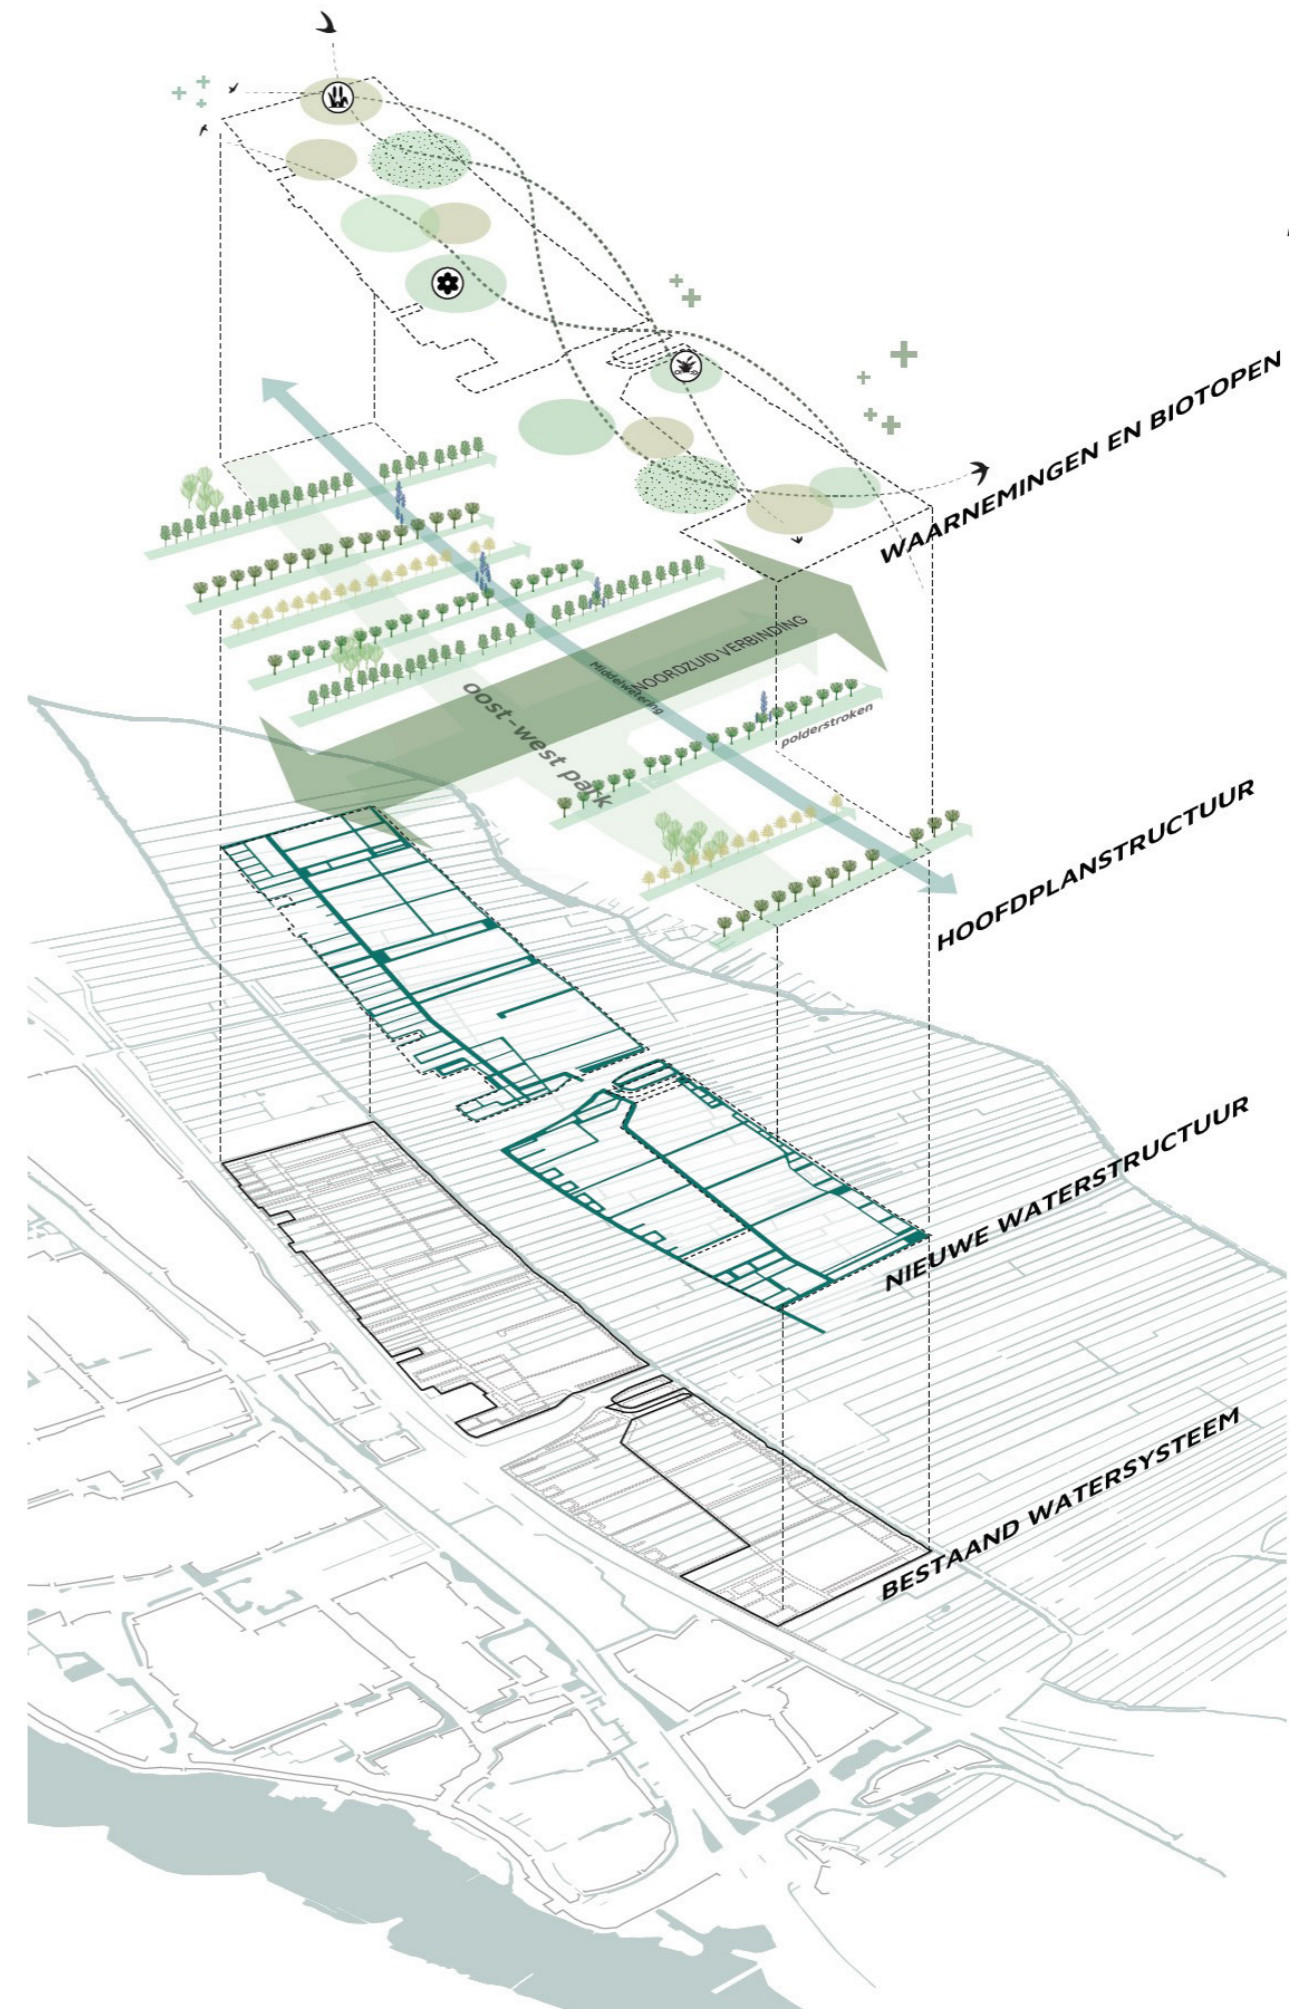 WAARNEMINGEN EN BIOTOPEN
NOORDZUID VERBINDING
Middelwetering
oost-west park
polderstroken
HOOFDPLANSTRUCTUUR
NIEUWE WATERSTRUCTUUR
BESTAAND WATERSYSTEEM